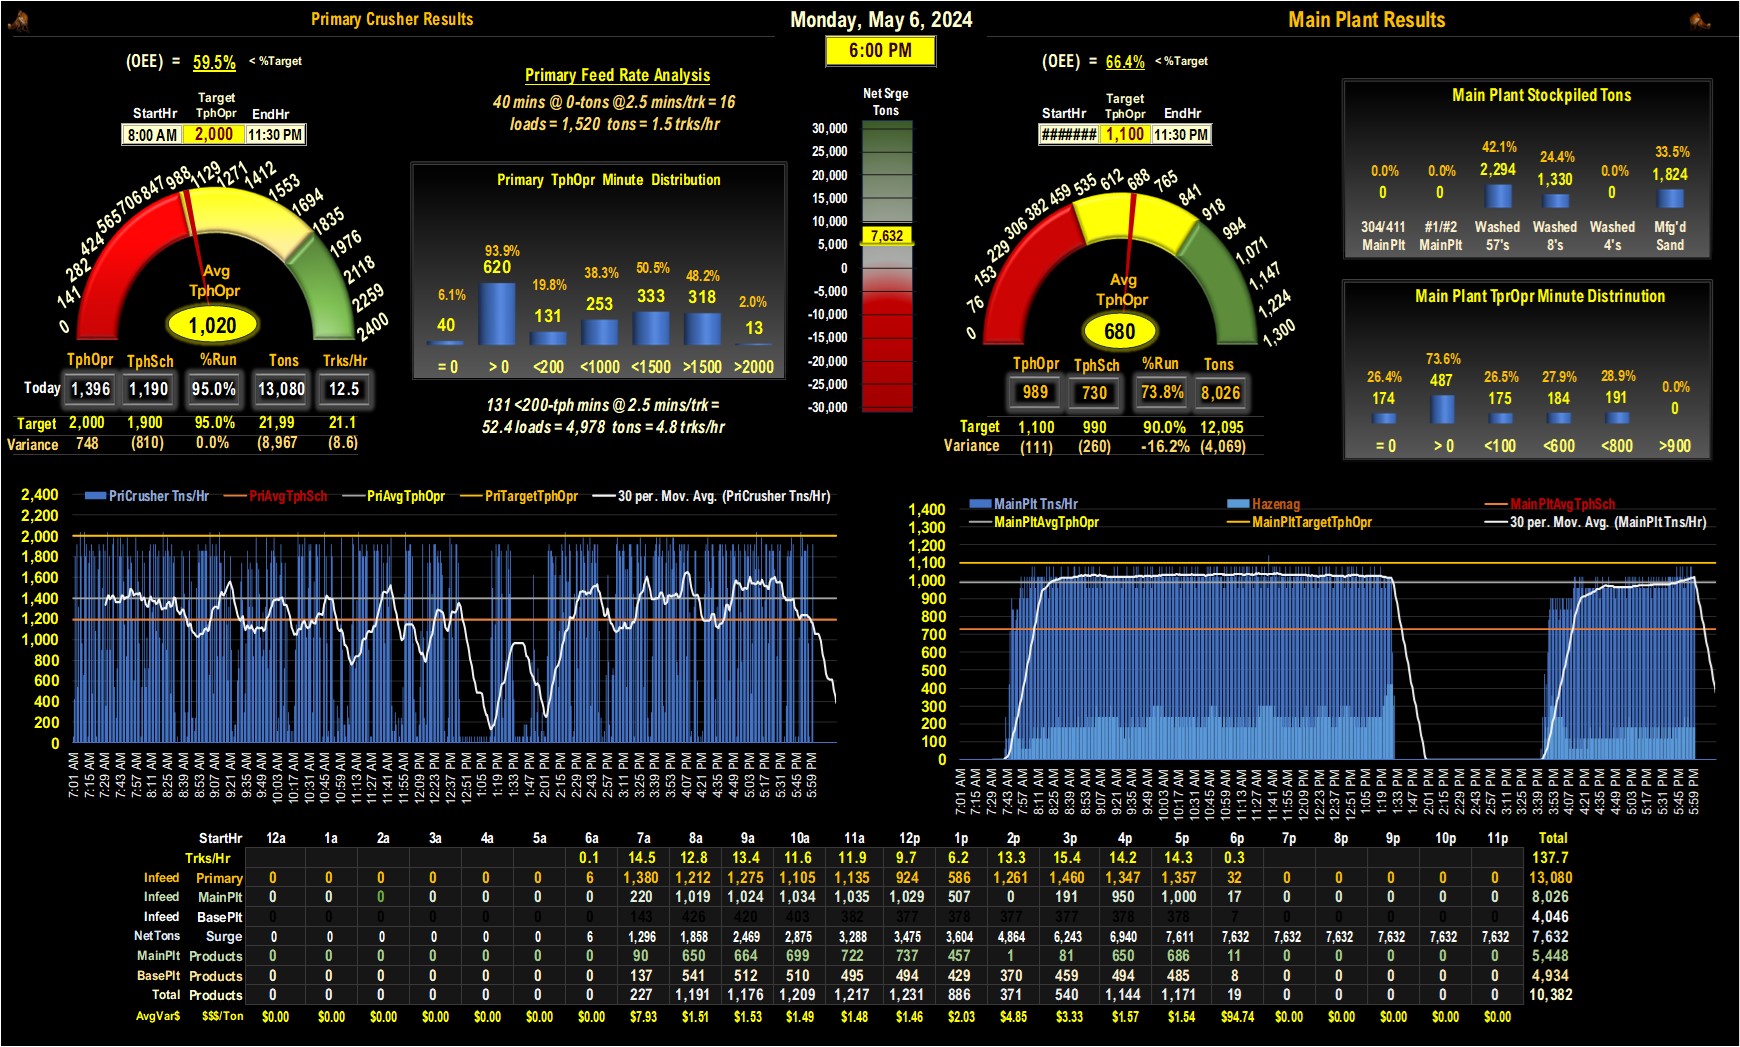 Primary Crusher Results
Monday, May 6, 2024
Main Plant Results
6:00 PM
(OEE) = 59.5% < %Target
StartHr Target TphOpr EndHr
8:00 AM 2,000 11:30 PM
0 141 282 424 565 706 847 988 1129 1271 1412 1553 1694 1835 1976 2118 2259 2400
Avg
TphOpr
1,020
TphOpr TphSch %Run Tons Trks/Hr
Today 1,396 1,190 95.0% 13,080 12.5
Target 2,000 1,900 95.0% 21,99 21.1
Variance 748 (810) 0.0% (8,967 (8.6)
Primary Feed Rate Analysis
40 mins @ 0-tons @2.5 mins/trk = 16
loads = 1,520 tons = 1.5 trks/hr
Primary TphOpr Minute Distribution
6.1% 93.9% 19.8% 38.3% 50.5% 48.2% 2.0%
40 620 131 253 333 318 13
= 0 > 0 <200 <1000 <1500 >1500 >2000
131 <200-tph mins @ 2.5 mins/trk =
52.4 loads = 4,978 tons = 4.8 trks/hr
Net Srge
Tons
30,000
25,000
20,000
15,000
10,000
7,632
5,000
0
-5,000
-10,000
-15,000
-20,000
-25,000
-30,000
(OEE) = 66.4% < %Target
StartHr Target TphOpr EndHr
####### 1,100 11:30 PM
0 76 153 229 306 382 459 535 612 688 765 841 918 994 1,071 1,147 1,224 1,300
Avg
TphOpr
680
TphOpr TphSch %Run Tons
989 730 73.8% 8,026
Target 1,100 990 90.0% 12,095
Variance (111) (260) -16.2% (4,069)
Main Plant Stockpiled Tons
0.0% 0.0% 42.1% 24.4% 0.0% 33.5%
0 0 2,294 1,330 0 1,824
304/411 #1/#2 Washed Washed Washed Mfg'd
MainPlt MainPlt 57's 8's 4's Sand
Main Plant TprOpr Minute Distrinution
26.4% 73.6% 26.5% 27.9% 28.9% 0.0%
174 487 175 184 191 0
= 0 > 0 <100 <600 <800 >900
PriCrusher Tns/Hr PriAvgTphSch PriAvgTphOpr PriTargetTphOpr 30 per. Mov. Avg. (PriCrusher Tns/Hr)
2,400
2,200
2,000
1,800
1,600
1,400
1,200
1,000
800
600
400
200
0
7:01 AM 7:15 AM 7:29 AM 7:43 AM 7:57 AM 8:11 AM 8:25 AM 8:39 AM 8:53 AM 9:07 AM 9:21 AM 9:35 AM 9:49 AM 10:03 AM 10:17 AM 10:31 AM 10:45 AM 10:59 AM 11:13 AM 11:27 AM 11:41 AM 11:55 AM 12:09 PM 12:23 PM 12:37 PM 12:51 PM 1:05 PM 1:19 PM 1:33 PM 1:47 PM 2:01 PM 2:15 PM 2:29 PM 2:43 PM 2:57 PM 3:11 PM 3:25 PM 3:39 PM 3:53 PM 4:07 PM 4:21 PM 4:35 PM 4:49 PM 5:03 PM 5:17 PM 5:31 PM 5:45 PM 5:59 PM
MainPlt Tns/Hr Hazenag MainPltAvgTphSch
MainPltAvgTphOpr MainPltTargetTphOpr 30 per. Mov. Avg. (MainPlt Tns/Hr)
1,400
1,300
1,200
1,100
1,000
900
800
700
600
500
400
300
200
100
0
7:01 AM 7:15 AM 7:29 AM 7:43 AM 7:57 AM 8:11 AM 8:25 AM 8:39 AM 8:53 AM 9:07 AM 9:21 AM 9:35 AM 9:49 AM 10:03 AM 10:17 AM 10:31 AM 10:45 AM 10:59 AM 11:13 AM 11:27 AM 11:41 AM 11:55 AM 12:09 PM 12:23 PM 12:37 PM 12:51 PM 1:05 PM 1:19 PM 1:33 PM 1:47 PM 2:01 PM 2:15 PM 2:29 PM 2:43 PM 2:57 PM 3:11 PM 3:25 PM 3:39 PM 3:53 PM 4:07 PM 4:21 PM 4:35 PM 4:49 PM 5:03 PM 5:17 PM 5:31 PM 5:45 PM 5:59 PM
StartHr 12a 1a 2a 3a 4a 5a 6a 7a 8a 9a 10a 11a 12p 1p 2p 3p 4p 5p 6p 7p 8p 9p 10p 11p Total
Trks/Hr 0.1 14.5 12.8 13.4 11.6 11.9 9.7 6.2 13.3 15.4 14.2 14.3 0.3 137.7
Infeed Primary 0 0 0 0 0 0 6 1,380 1,212 1,275 1,105 1,135 924 586 1,261 1,460 1,347 1,357 32 0 0 0 0 0 13,080
Infeed MainPlt 0 0 0 0 0 0 0 220 1,019 1,024 1,034 1,035 1,029 507 0 191 950 1,000 17 0 0 0 0 0 8,026
Infeed BasePlt 0 0 0 0 0 0 0 143 426 420 403 382 377 378 377 377 378 378 7 0 0 0 0 0 4,046
NetTons Surge 0 0 0 0 0 0 6 1,296 1,858 2,469 2,875 3,288 3,475 3,604 4,864 6,243 6,940 7,611 7,632 7,632 7,632 7,632 7,632 7,632 7,632
MainPlt Products 0 0 0 0 0 0 0 90 650 664 699 722 737 457 1 81 650 686 11 0 0 0 0 0 5,448
BasePlt Products 0 0 0 0 0 0 0 137 541 512 510 495 494 429 370 459 494 485 8 0 0 0 0 0 4,934
Total Products 0 0 0 0 0 0 0 227 1,191 1,176 1,209 1,217 1,231 886 371 540 1,144 1,171 19 0 0 0 0 0 10,382
AvgVar$ $$$/Ton $0.00 $0.00 $0.00 $0.00 $0.00 $0.00 $0.00 $7.93 $1.51 $1.53 $1.49 $1.48 $1.46 $2.03 $4.85 $3.33 $1.57 $1.54 $94.74 $0.00 $0.00 $0.00 $0.00 $0.00